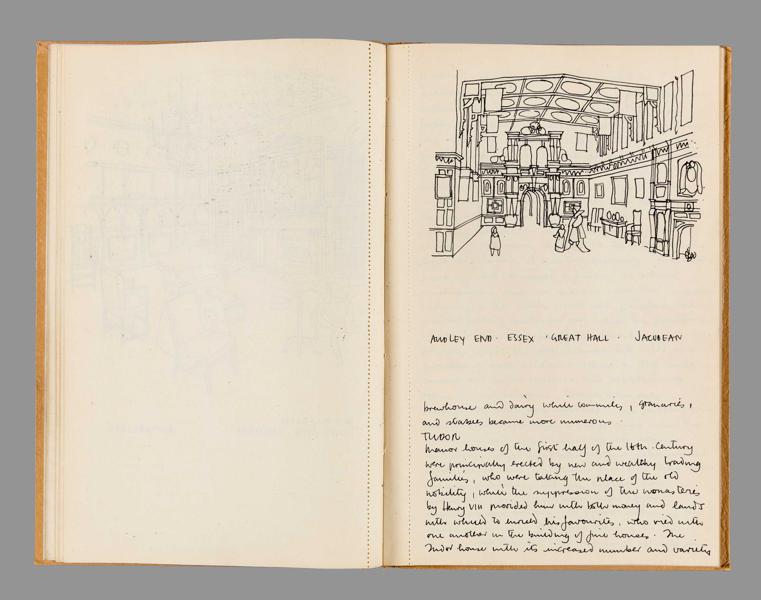 AUDLEY END · ESSEX · GREAT HALL · JACOBEAN
brewhouse and dairy while , granaries,
and stables became more numerous.
TUDOR
Manor houses of the first half of the 16th. Century
were principally erected by new and wealthy trading
families, who were taking the place of the old
nobility, while the suppression of the monasteries
by Henry VIII provided him with both money and lands
with which to enrich his favourites, who vied with
one another in the building of fine houses. The
Tudor house with its increased number and variety